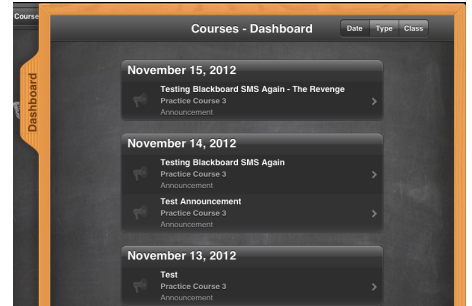 Course
Courses - Dashboard
Date Type Class
Dashboard
November 15, 2012
Testing Blackboard SMS Again - The Revenge
Practice Course 3
Announcement
November 14, 2012
Testing Blackboard SMS Again
Practice Course 3
Announcement
Test Announcement
Practice Course 3
Announcement
November 13, 2012
Test
Practice Course 3
Announcement